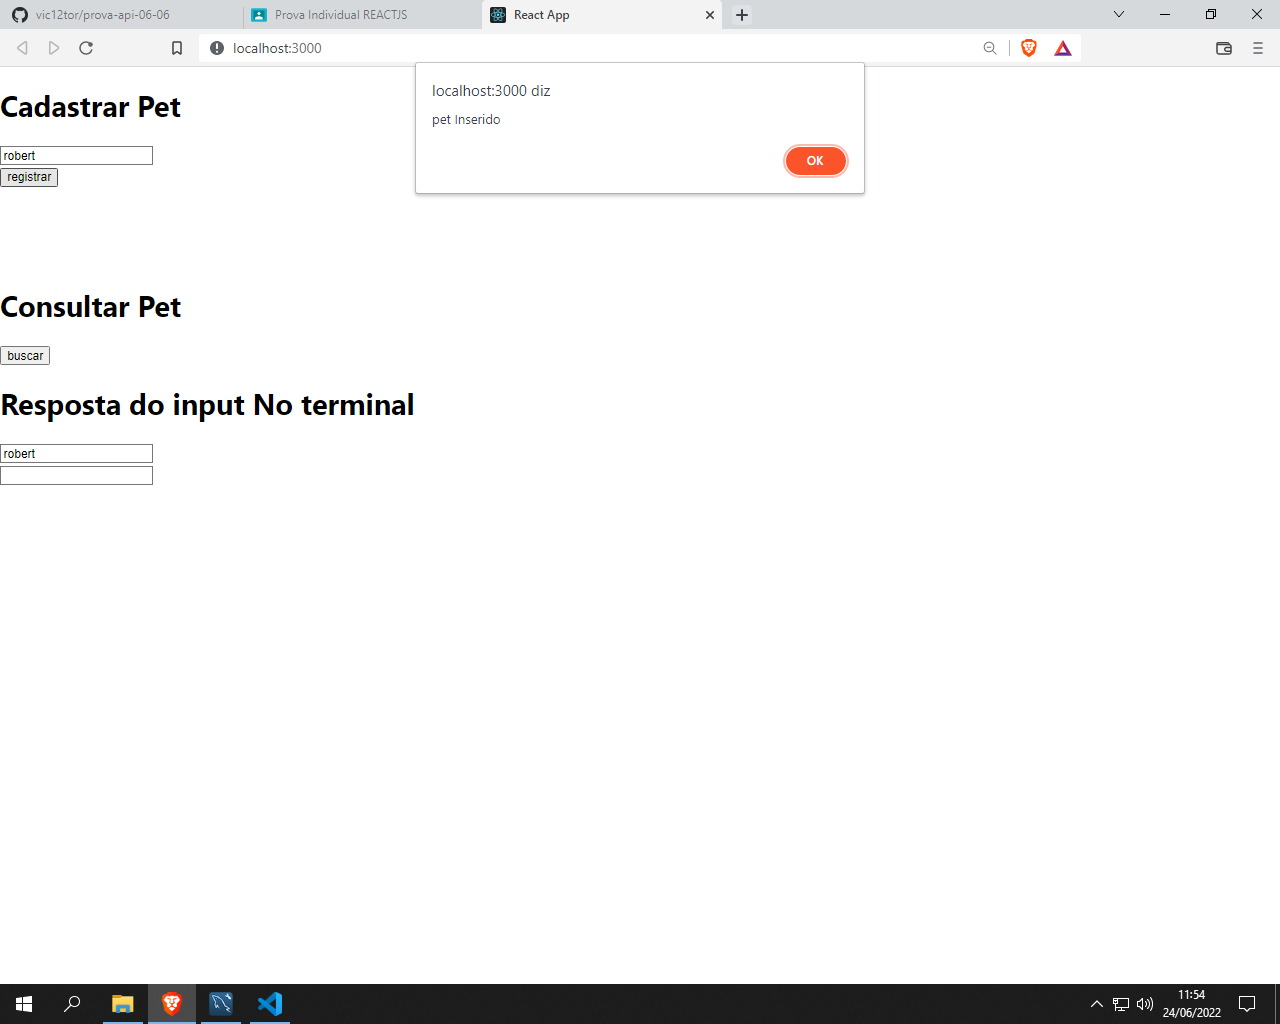 vic12tor/prova-api-06-06
Prova Individual REACTJS
React App
localhost:3000
localhost:3000 diz
pet Inserido
OK
Cadastrar Pet
robert
registrar
Consultar Pet
buscar
Resposta do input No terminal
robert
11:54
24/06/2022